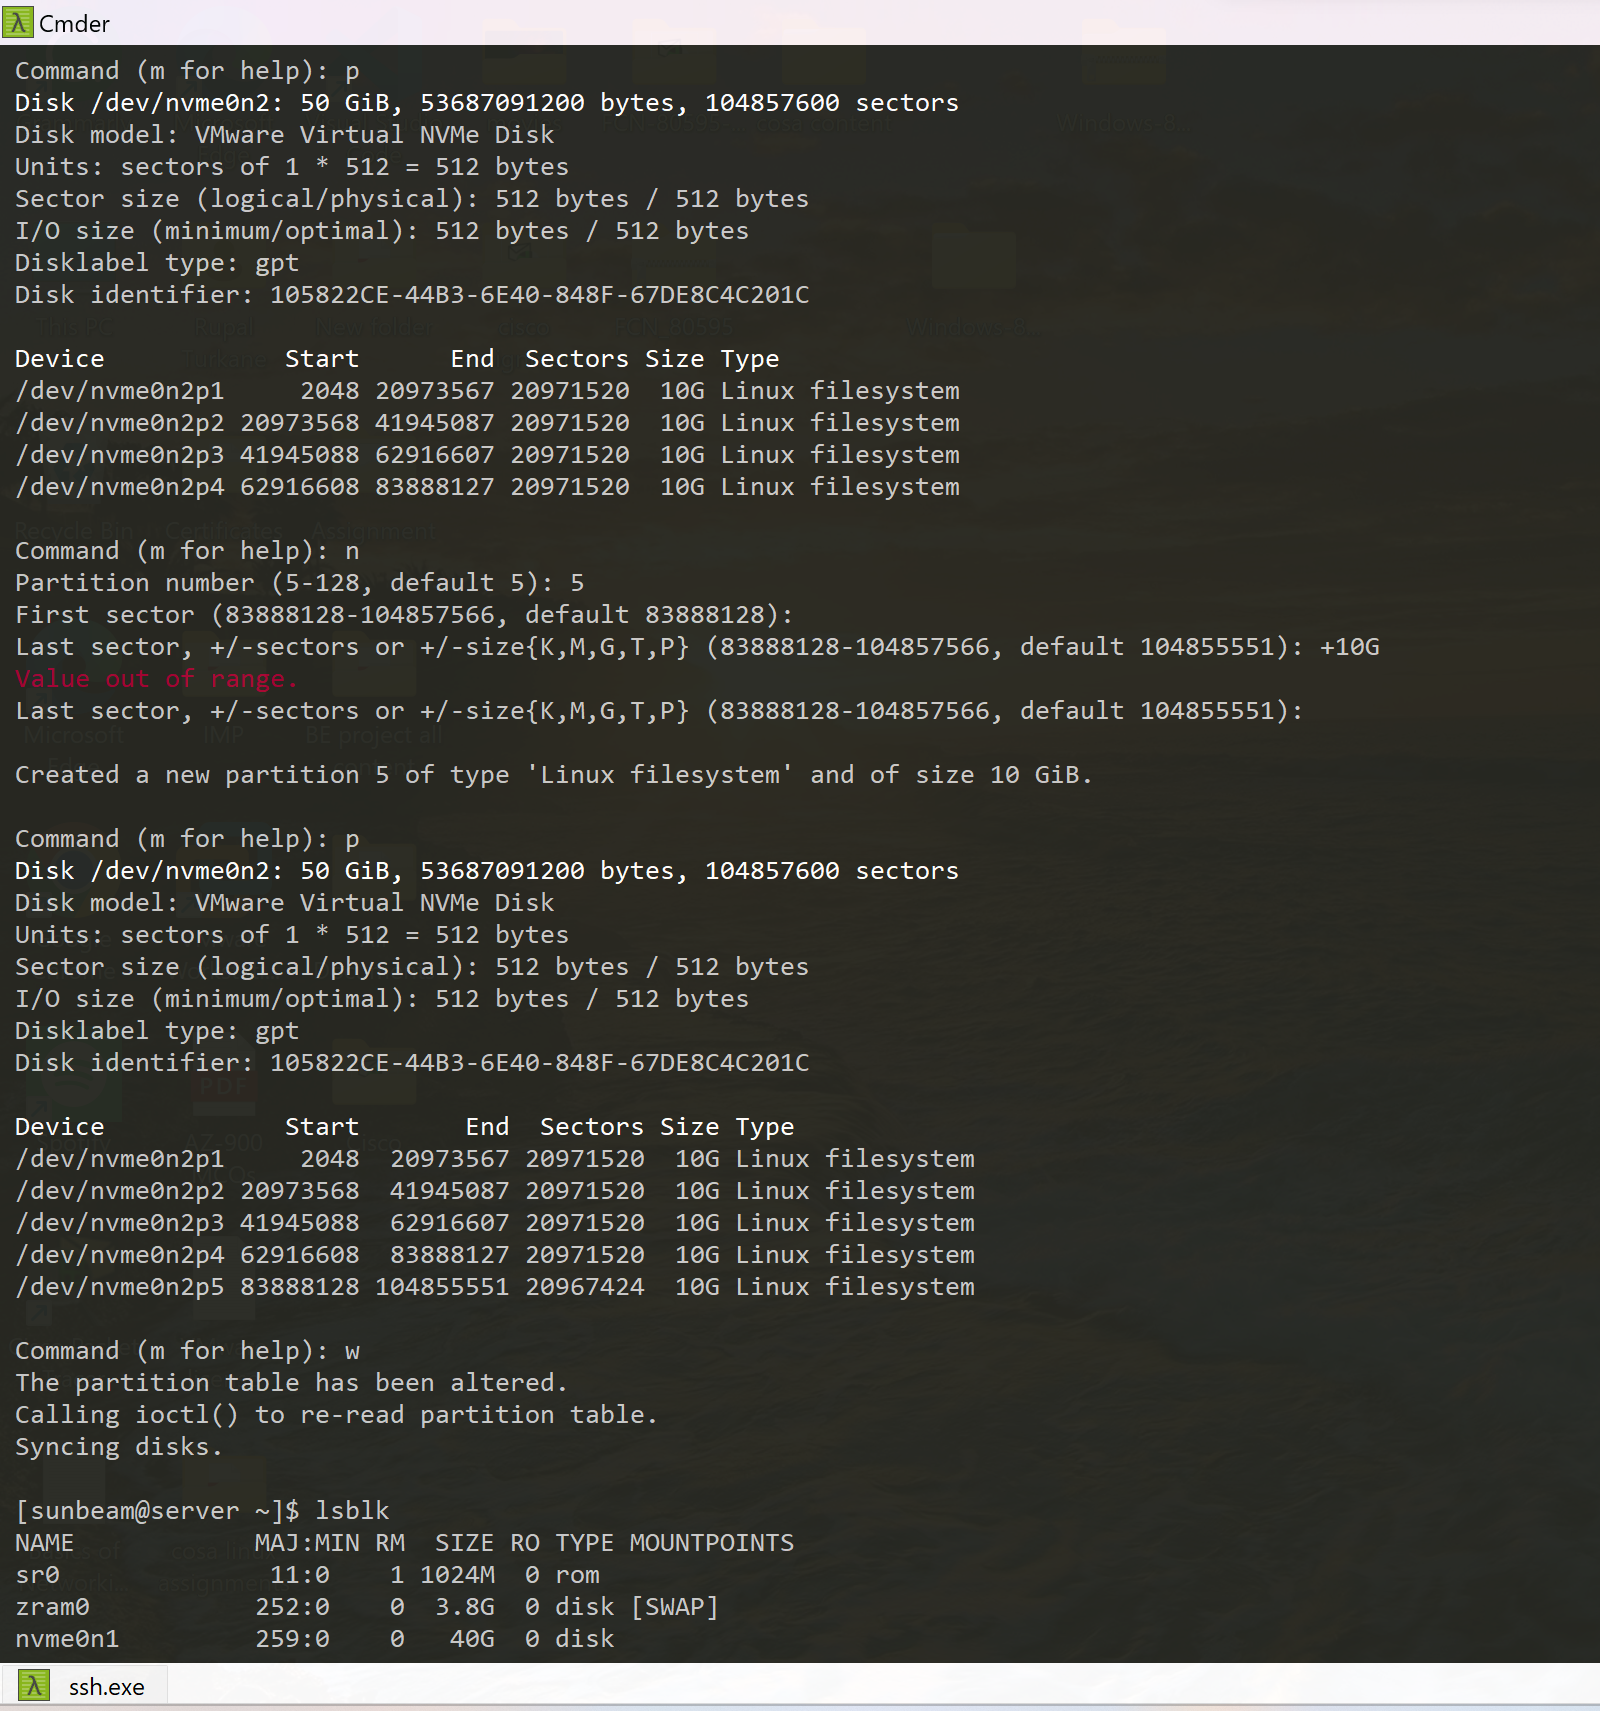 Cmder
Command (m for help): p
Disk /dev/nvme0n2: 50 GiB, 53687091200 bytes, 104857600 sectors
Disk model: VMware Virtual NVMe Disk
Units: sectors of 1 * 512 = 512 bytes
Sector size (logical/physical): 512 bytes / 512 bytes
I/O size (minimum/optimal): 512 bytes / 512 bytes
Disklabel type: gpt
Disk identifier: 105822CE-44B3-6E40-848F-67DE8C4C201C
Device            Start      End  Sectors Size Type
/dev/nvme0n2p1     2048 20973567 20971520  10G Linux filesystem
/dev/nvme0n2p2 20973568 41945087 20971520  10G Linux filesystem
/dev/nvme0n2p3 41945088 62916607 20971520  10G Linux filesystem
/dev/nvme0n2p4 62916608 83888127 20971520  10G Linux filesystem
Command (m for help): n
Partition number (5-128, default 5): 5
First sector (83888128-104857566, default 83888128):
Last sector, +/-sectors or +/-size{K,M,G,T,P} (83888128-104857566, default 104855551): +10G
Value out of range.
Last sector, +/-sectors or +/-size{K,M,G,T,P} (83888128-104857566, default 104855551):
Created a new partition 5 of type 'Linux filesystem' and of size 10 GiB.
Command (m for help): p
Disk /dev/nvme0n2: 50 GiB, 53687091200 bytes, 104857600 sectors
Disk model: VMware Virtual NVMe Disk
Units: sectors of 1 * 512 = 512 bytes
Sector size (logical/physical): 512 bytes / 512 bytes
I/O size (minimum/optimal): 512 bytes / 512 bytes
Disklabel type: gpt
Disk identifier: 105822CE-44B3-6E40-848F-67DE8C4C201C
Device            Start       End  Sectors Size Type
/dev/nvme0n2p1     2048  20973567 20971520  10G Linux filesystem
/dev/nvme0n2p2 20973568  41945087 20971520  10G Linux filesystem
/dev/nvme0n2p3 41945088  62916607 20971520  10G Linux filesystem
/dev/nvme0n2p4 62916608  83888127 20971520  10G Linux filesystem
/dev/nvme0n2p5 83888128 104855551 20967424  10G Linux filesystem
Command (m for help): w
The partition table has been altered.
Calling ioctl() to re-read partition table.
Syncing disks.
[sunbeam@server ~]$ lsblk
NAME            MAJ:MIN RM  SIZE RO TYPE MOUNTPOINTS
sr0              11:0    1 1024M  0 rom
zram0           252:0    0  3.8G  0 disk [SWAP]
nvme0n1         259:0    0   40G  0 disk
ssh.exe